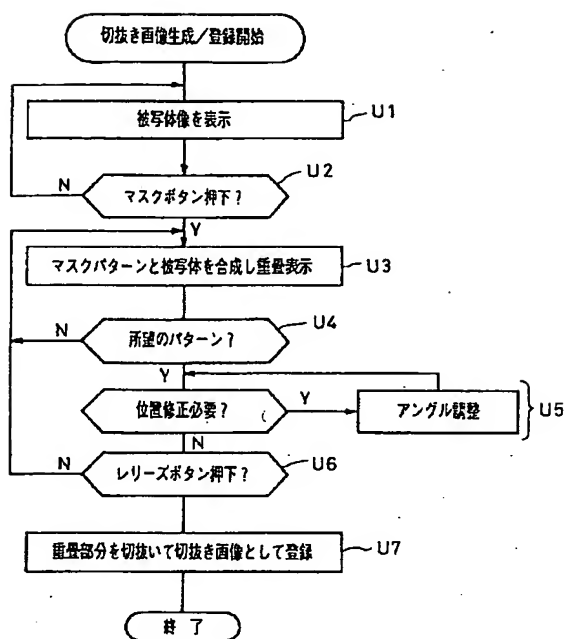 切抜き画像生成/登録開始
被写体像を表示
U1
U2
N
マスクボタン押下?
Y
マスクパターンと被写体を合成し重畳表示
U3
U4
N
所望のパターン?
Y
位置修正必要?
Y
アングル調整
U5
N
N
レリーズボタン押下?
U6
重畳部分を切抜いて切抜き画像として登録
U7
終了